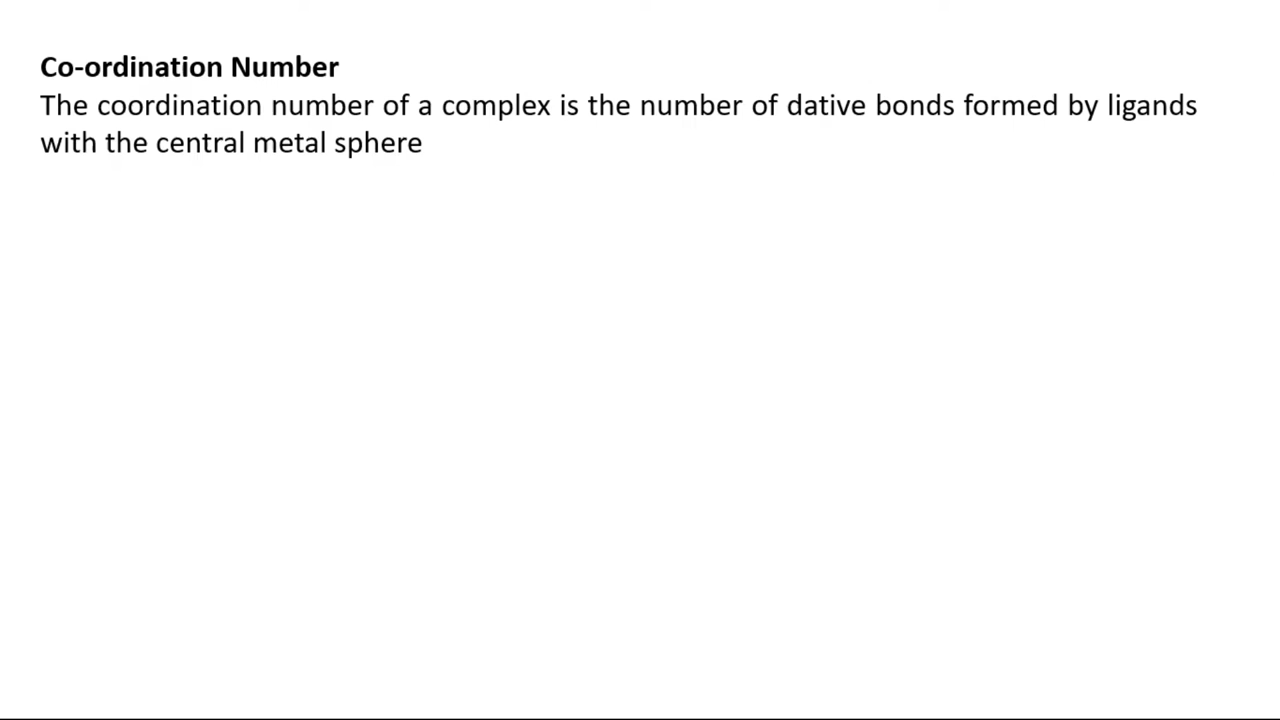 Co-ordination Number
The coordination number of a complex is the number of dative bonds formed by ligands
with the central metal sphere